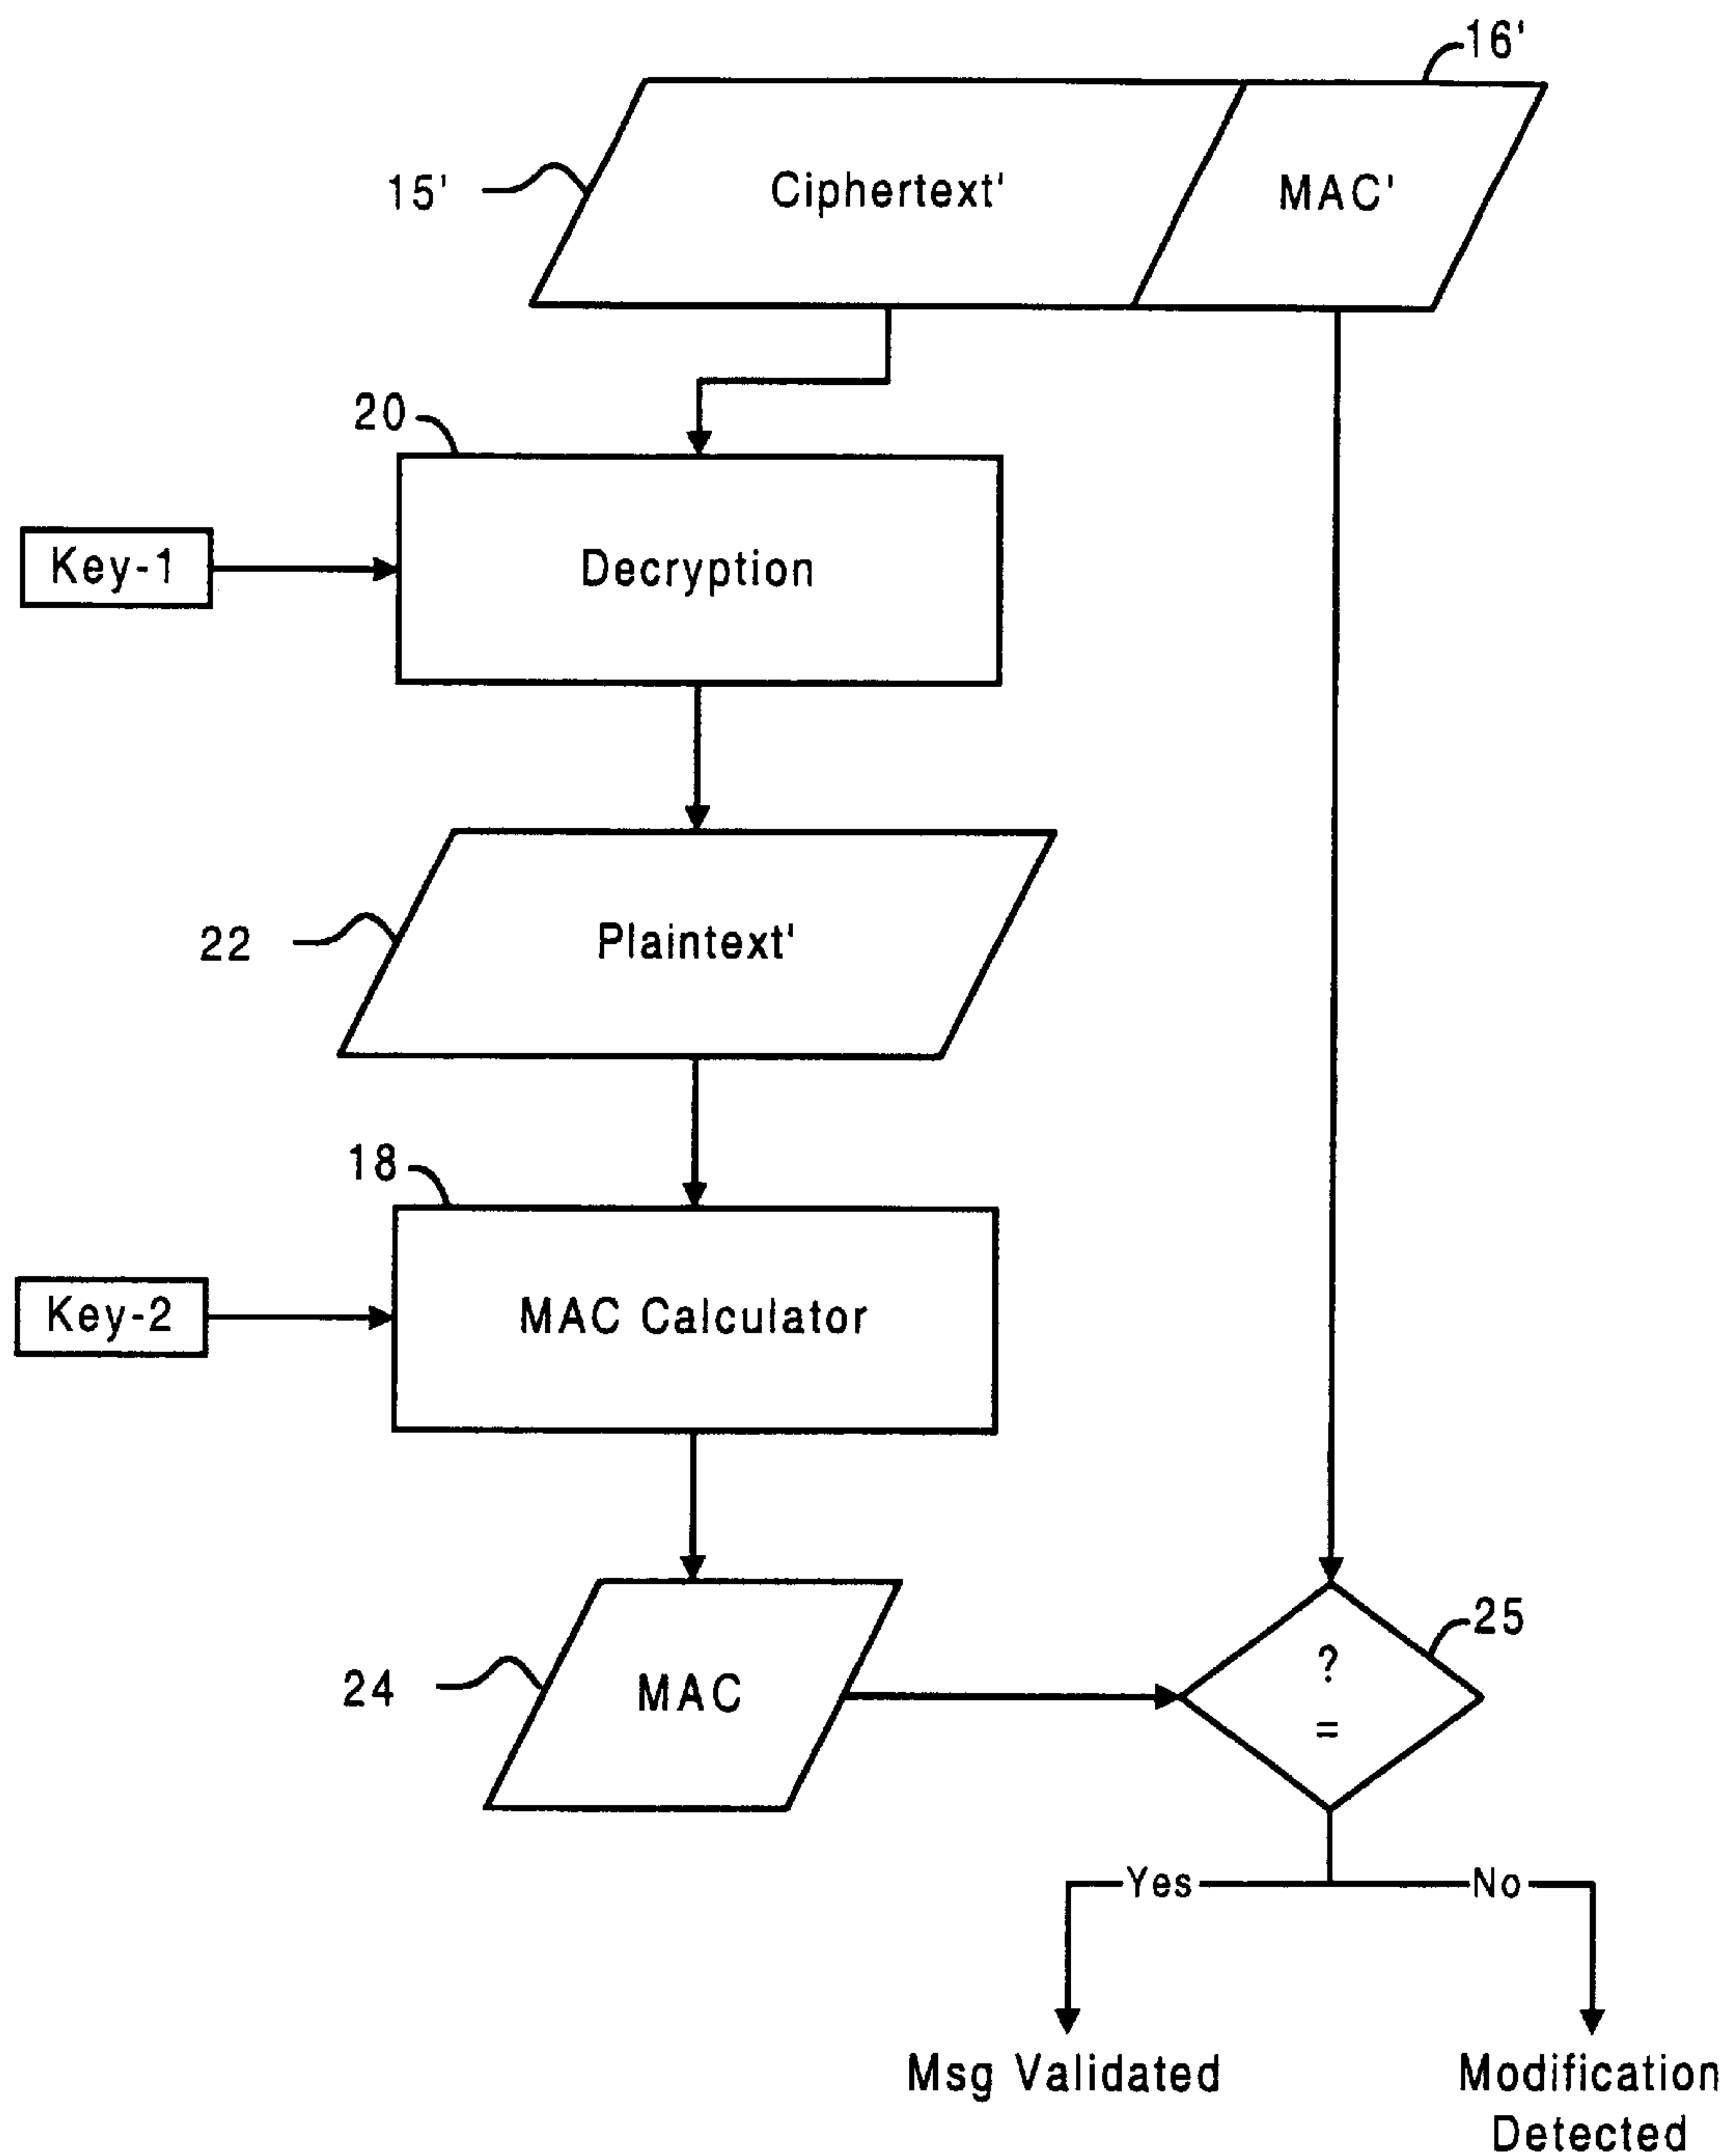 16'
15'
Ciphertext'
MAC'
20
Key-1
Decryption
22
Plaintext'
18
Key-2
MAC Calculator
24
MAC
25
?
=
Yes
No
Msg Validated
Modification
Detected